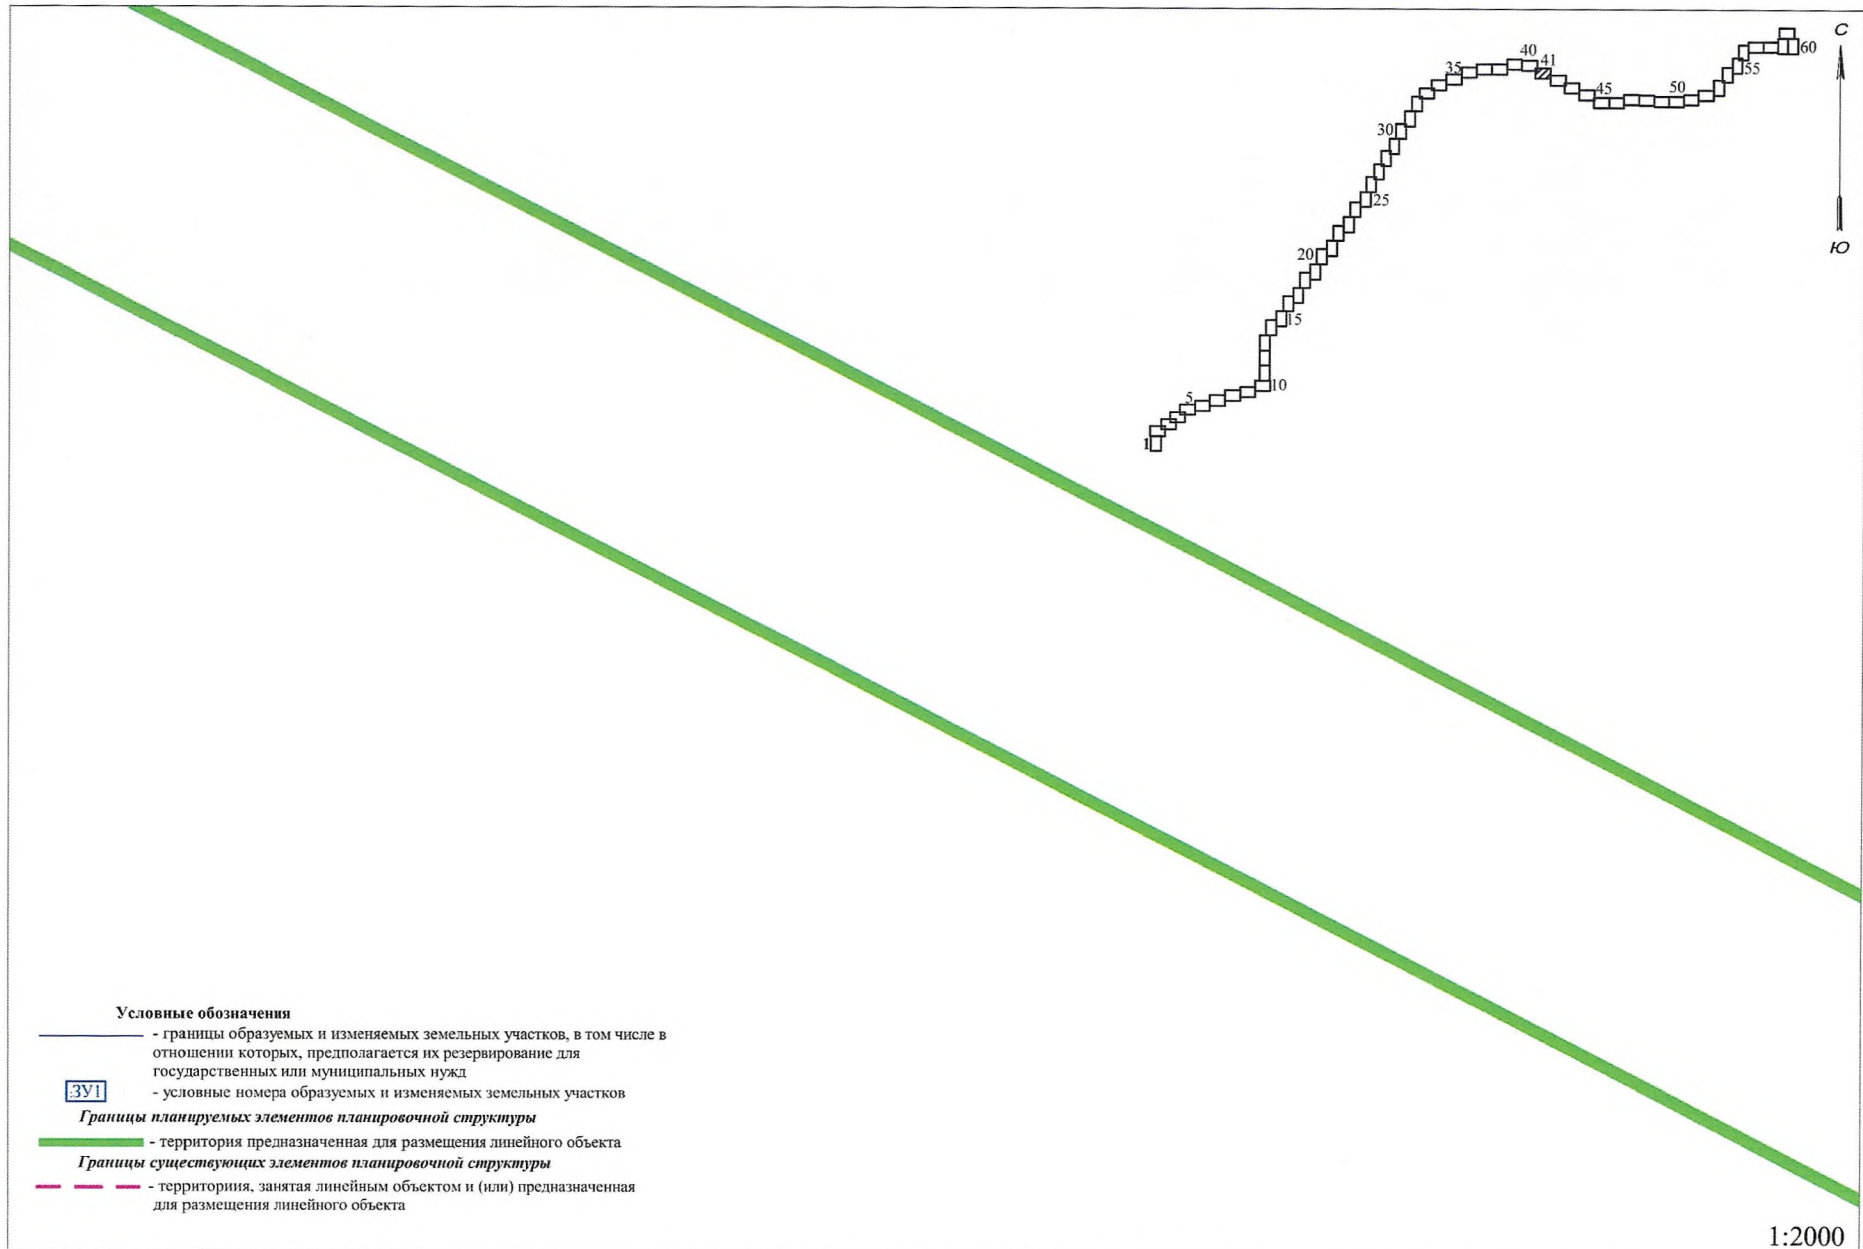 С
40
41
60
35
55
45
50
30
25
Ю
20
15
10
5
1
Условные обозначения
- границы образуемых и изменяемых земельных участков, в том числе в
отношении которых, предполагается их резервирование для
государственных или муниципальных нужд
:ЗУ1 - условные номера образуемых и изменяемых земельных участков
Границы планируемых элементов планировочной структуры
- территория предназначенная для размещения линейного объекта
Границы существующих элементов планировочной структуры
- территориия, занятая линейным объектом и (или) предназначенная
для размещения линейного объекта
1:2000